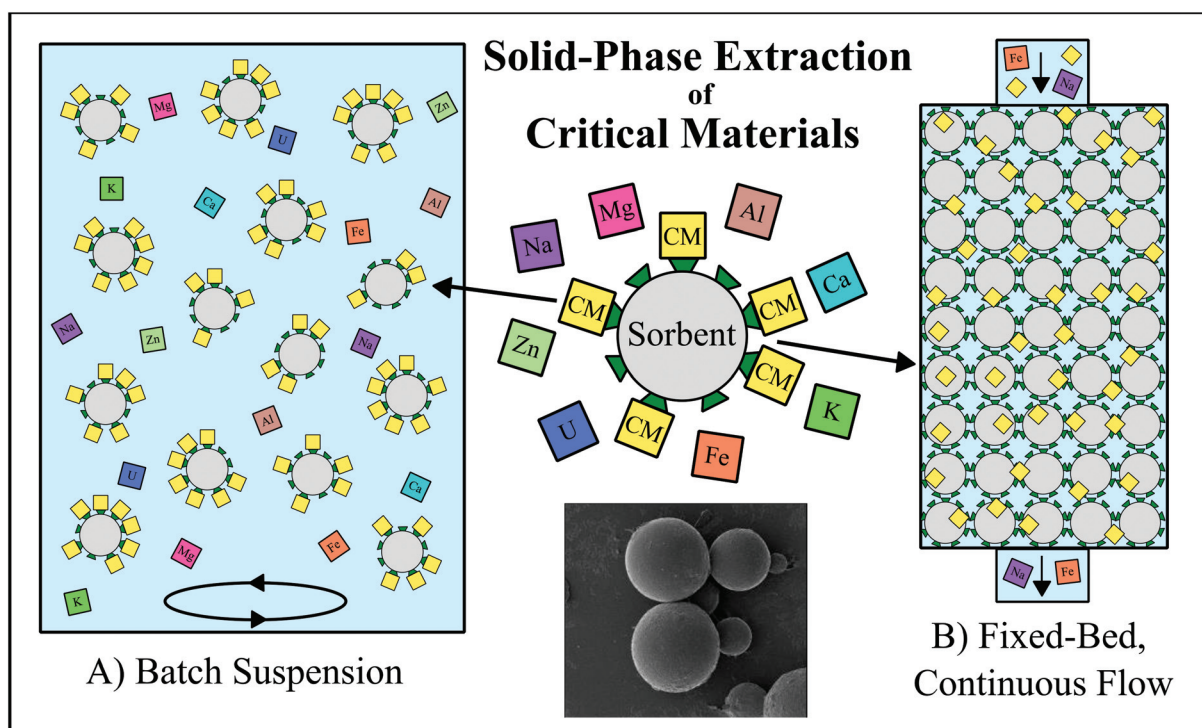 Solid-Phase Extraction
of
Critical Materials
Mg
U
Zn
K
Ca
Al
Fe
Na
Zn
Na
Al
U
Ca
Mg
Fe
K
A) Batch Suspension
Mg
Al
Na
CM
CM
CM
Ca
Sorbent
Zn
CM
CM
K
U
Fe
Fe
Na
Na
Fe
B) Fixed-Bed,
Continuous Flow